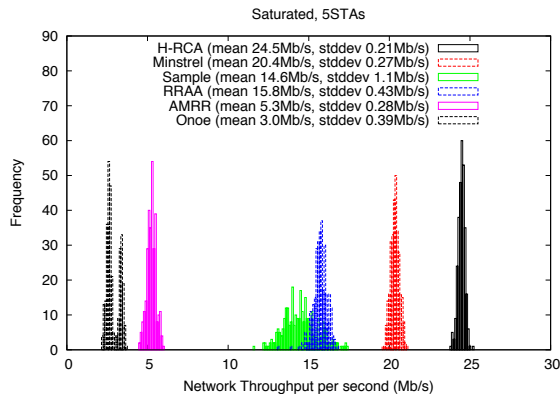 Saturated, 5STAs
90
80
70
60
50
40
30
20
10
0
Frequency
H-RCA (mean 24.5Mb/s, stddev 0.21Mb/s)
Minstrel (mean 20.4Mb/s, stddev 0.27Mb/s)
Sample (mean 14.6Mb/s, stddev 1.1Mb/s)
RRAA (mean 15.8Mb/s, stddev 0.43Mb/s)
AMRR (mean 5.3Mb/s, stddev 0.28Mb/s)
Onoe (mean 3.0Mb/s, stddev 0.39Mb/s)
0 5 10 15 20 25 30
Network Throughput per second (Mb/s)